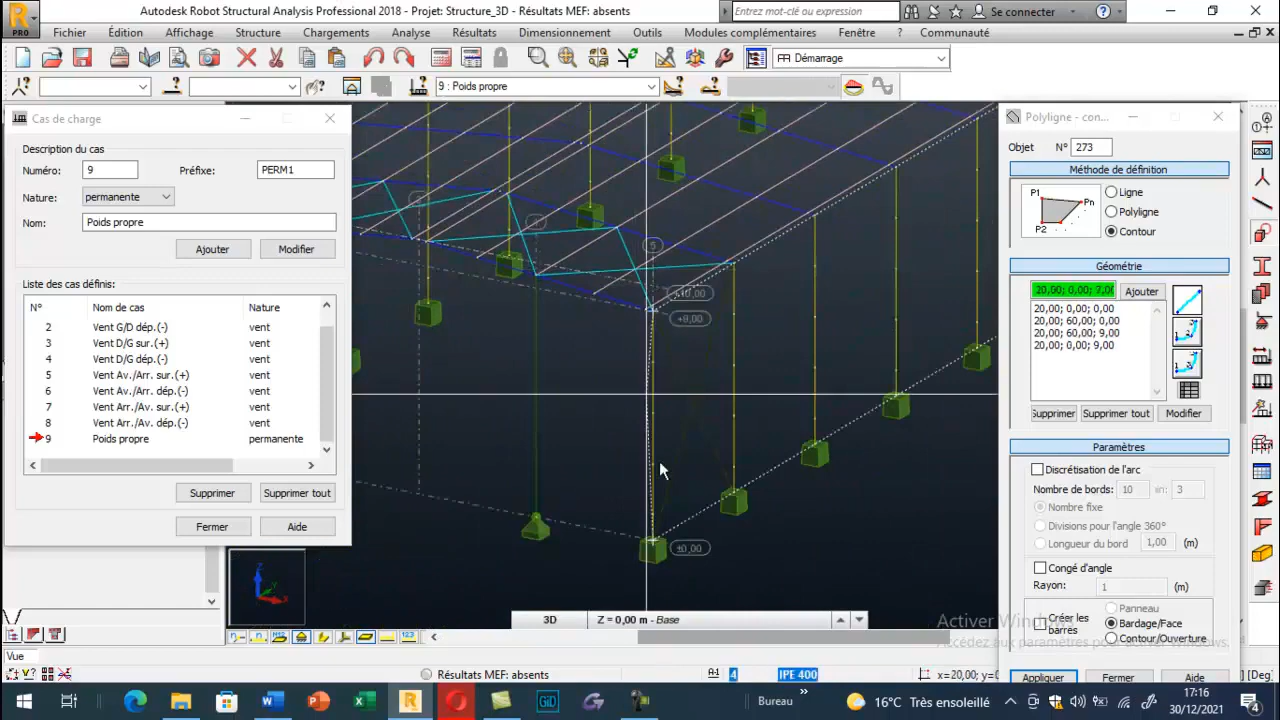 Autodesk Robot Structural Analysis Professional 2018 - Projet: Structure_3D - Résultats MEF: absents
Entrez mot-clé ou expression
Se connecter
PRO
Fichier Édition Affichage Structure Chargements Analyse Résultats Dimensionnement Outils Modules complémentaires Fenêtre ? Communauté
Démarrage
9 : Poids propre
Cas de charge
Description du cas
Numéro: 9 Préfixe: PERM1
Nature: permanente
Nom: Poids propre
Ajouter Modifier
Liste des cas définis:
N° Nom de cas Nature
2 Vent G/D dép.(-) vent
3 Vent D/G sur.(+) vent
4 Vent D/G dép.(-) vent
5 Vent Av./Arr. sur.(+) vent
6 Vent Av./Arr. dép.(-) vent
7 Vent Arr./Av. sur.(+) vent
8 Vent Arr./Av. dép.(-) vent
9 Poids propre permanente
Supprimer Supprimer tout
Fermer Aide
5
+9,00
±0,00
Polyligne - con...
Objet N° 273
Méthode de définition
P1
Pn
P2
Ligne
Polyligne
Contour
Géométrie
20,00; 0,00; 9,00 Ajouter
20,00; 0,00; 0,00
20,00; 60,00; 0,00
20,00; 60,00; 9,00
20,00; 0,00; 9,00
Supprimer Supprimer tout Modifier
Paramètres
Discrétisation de l'arc
Nombre de bords: 10 en: 3
Nombre fixe
Divisions pour l'angle 360°
Longueur du bord 1,00 (m)
Congé d'angle
Rayon: 1 (m)
Créer les barres
Panneau
Bardage/Face
Contour/Ouverture
Appliquer Fermer Aide
3D Z = 0,00 m - Base
Activer Windows
Accédez aux paramètres pour activer Windows.
Vue
Résultats MEF: absents 4 IPE 400 x=20,00; y=0 [Deg]
Bureau
16°C Très ensoleillé
17:16
30/12/2021
4